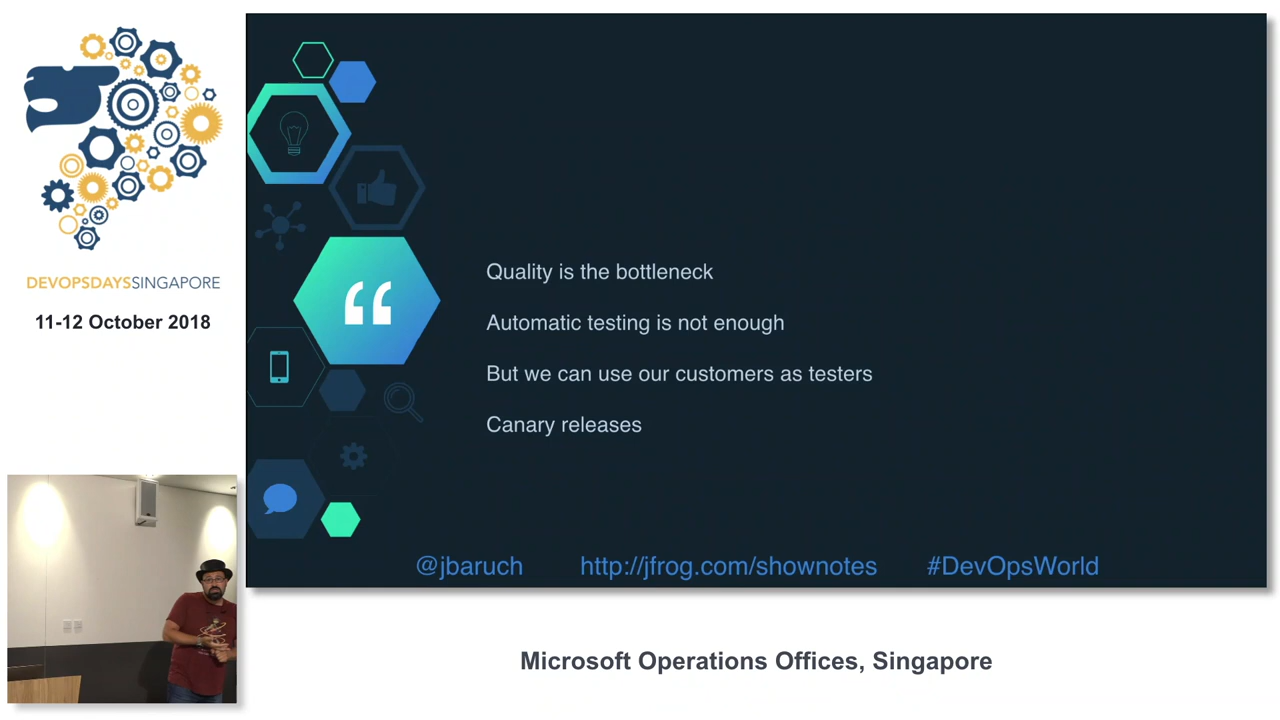 DEVOPSDAYSSINGAPORE
11-12 October 2018
“
Quality is the bottleneck
Automatic testing is not enough
But we can use our customers as testers
Canary releases
@jbaruch http://jfrog.com/shownotes #DevOpsWorld
Microsoft Operations Offices, Singapore